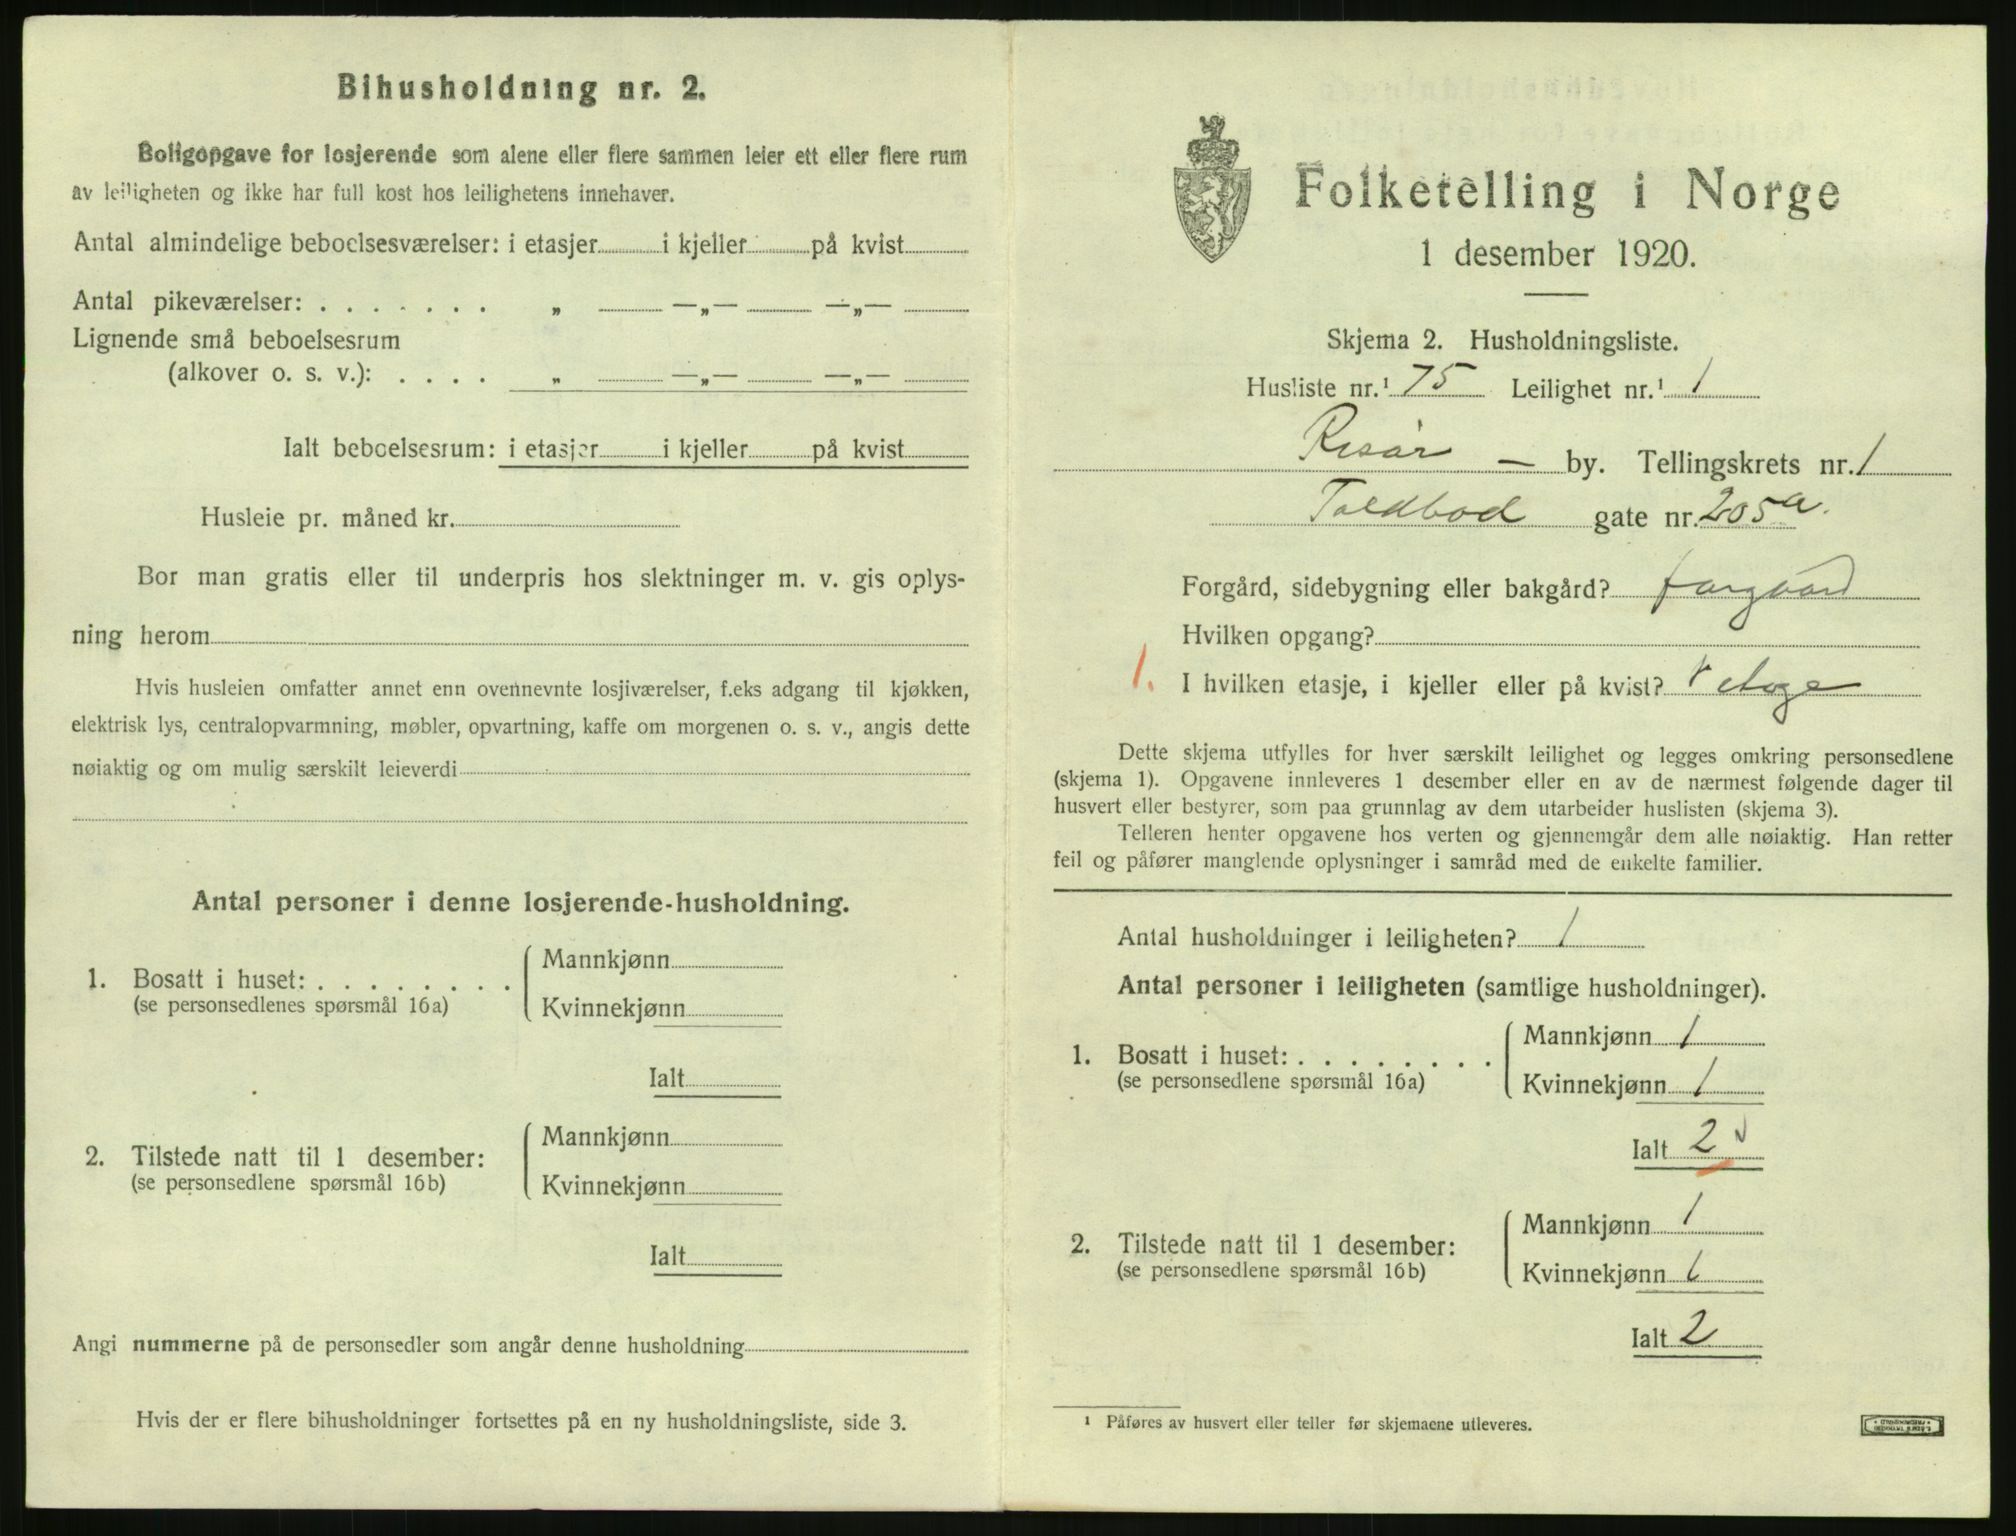 Bihusholdning nr. 2.
Boligopgave for losjerende som alene eller flere sammen leier ett eller flere rum
av leiligheten og ikke har full kost hos leilighetens innehaver.
Antal almindelige beboelsesværelser: i etasjer i kjeller på kvist
Antal pikeværelser: . . . . . . . „ —„— —„—
Lignende små beboelsesrum
(alkover o. s. v.): . . . . „ —„— —„—
Ialt beboelsesrum: i etasjer i kjeller på kvist
Husleie pr. måned kr.
Bor man gratis eller til underpris hos slektninger m. v. gis oplys-
ning herom
Hvis husleien omfatter annet enn ovennevnte losjiværelser, f.eks adgang til kjøkken,
elektrisk lys, centralopvarmning, møbler, opvartning, kaffe om morgenen o. s. v., angis dette
nøiaktig og om mulig særskilt leieverdi
Antal personer i denne losjerende-husholdning.
1. Bosatt i huset: . . . . . . . .
(se personsedlenes spørsmål 16a)
Mannkjønn
Kvinnekjønn
Ialt
2. Tilstede natt til 1 desember:
(se personsedlene spørsmål 16b)
Mannkjønn
Kvinnekjønn
Ialt
Angi nummerne på de personsedler som angår denne husholdning
Hvis der er flere bihusholdninger fortsettes på en ny husholdningsliste, side 3.
Folketelling i Norge
1 desember 1920.
Skjema 2. Husholdningsliste.
Husliste nr.¹ 75 Leilighet nr.¹ 1
Risør — by. Tellingskrets nr. 1
Toldbod gate nr. 205a.
Forgård, sidebygning eller bakgård? forgaard
Hvilken opgang?
1. I hvilken etasje, i kjeller eller på kvist? etage
Dette skjema utfylles for hver særskilt leilighet og legges omkring personsedlene
(skjema 1). Opgavene innleveres 1 desember eller en av de nærmest følgende dager til
husvert eller bestyrer, som paa grunnlag av dem utarbeider huslisten (skjema 3).
Telleren henter opgavene hos verten og gjennemgår dem alle nøiaktig. Han retter
feil og påfører manglende oplysninger i samråd med de enkelte familier.
Antal husholdninger i leiligheten? 1
Antal personer i leiligheten (samtlige husholdninger).
1. Bosatt i huset: . . . . . . . .
(se personsedlene spørsmål 16a)
Mannkjønn 1
Kvinnekjønn 1
Ialt 2
2. Tilstede natt til 1 desember:
(se personsedlene spørsmål 16b)
Mannkjønn 1
Kvinnekjønn 1
Ialt 2
¹ Påføres av husvert eller teller før skjemaene utleveres.